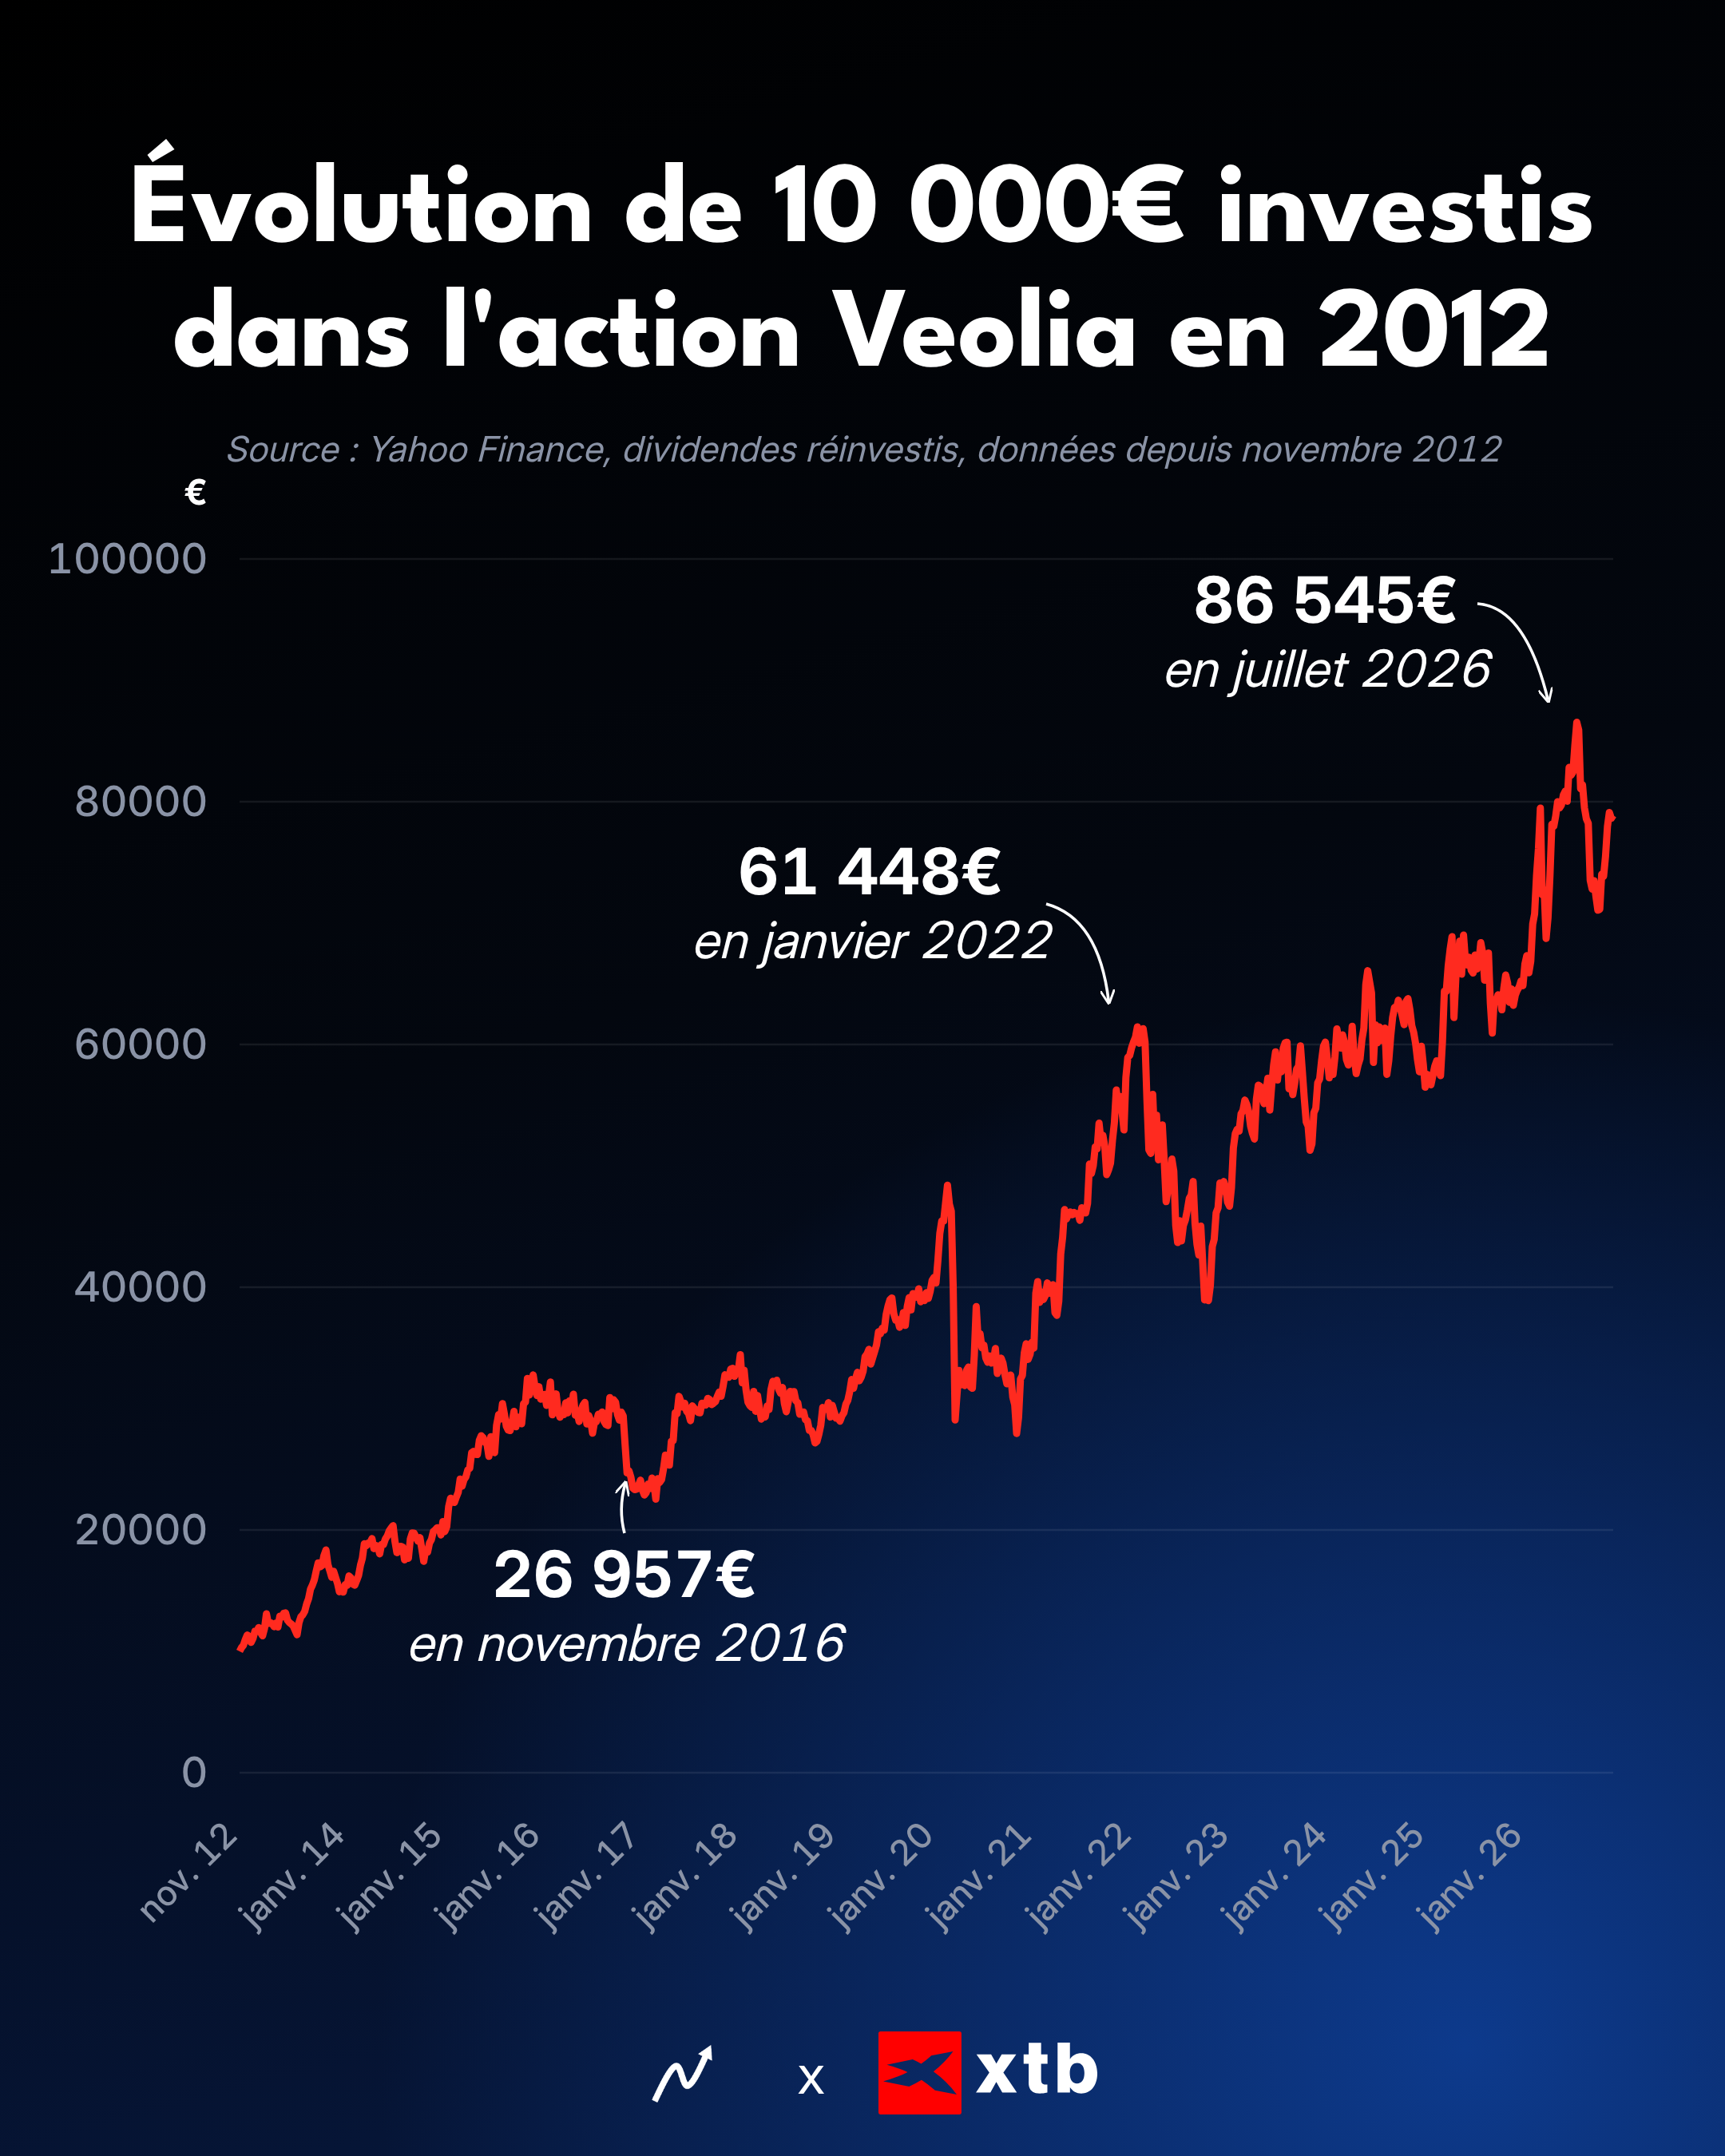 Évolution de 10 000€ investis
dans l'action Veolia en 2012
Source : Yahoo Finance, dividendes réinvestis, données depuis novembre 2012
€
100000
86 545€
en juillet 2026
80000
61 448€
en janvier 2022
60000
40000
20000
26 957€
en novembre 2016
0
nov. 12
janv. 14
janv. 15
janv. 16
janv. 17
janv. 18
janv. 19
janv. 20
janv. 21
janv. 22
janv. 23
janv. 24
janv. 25
janv. 26
x
xtb